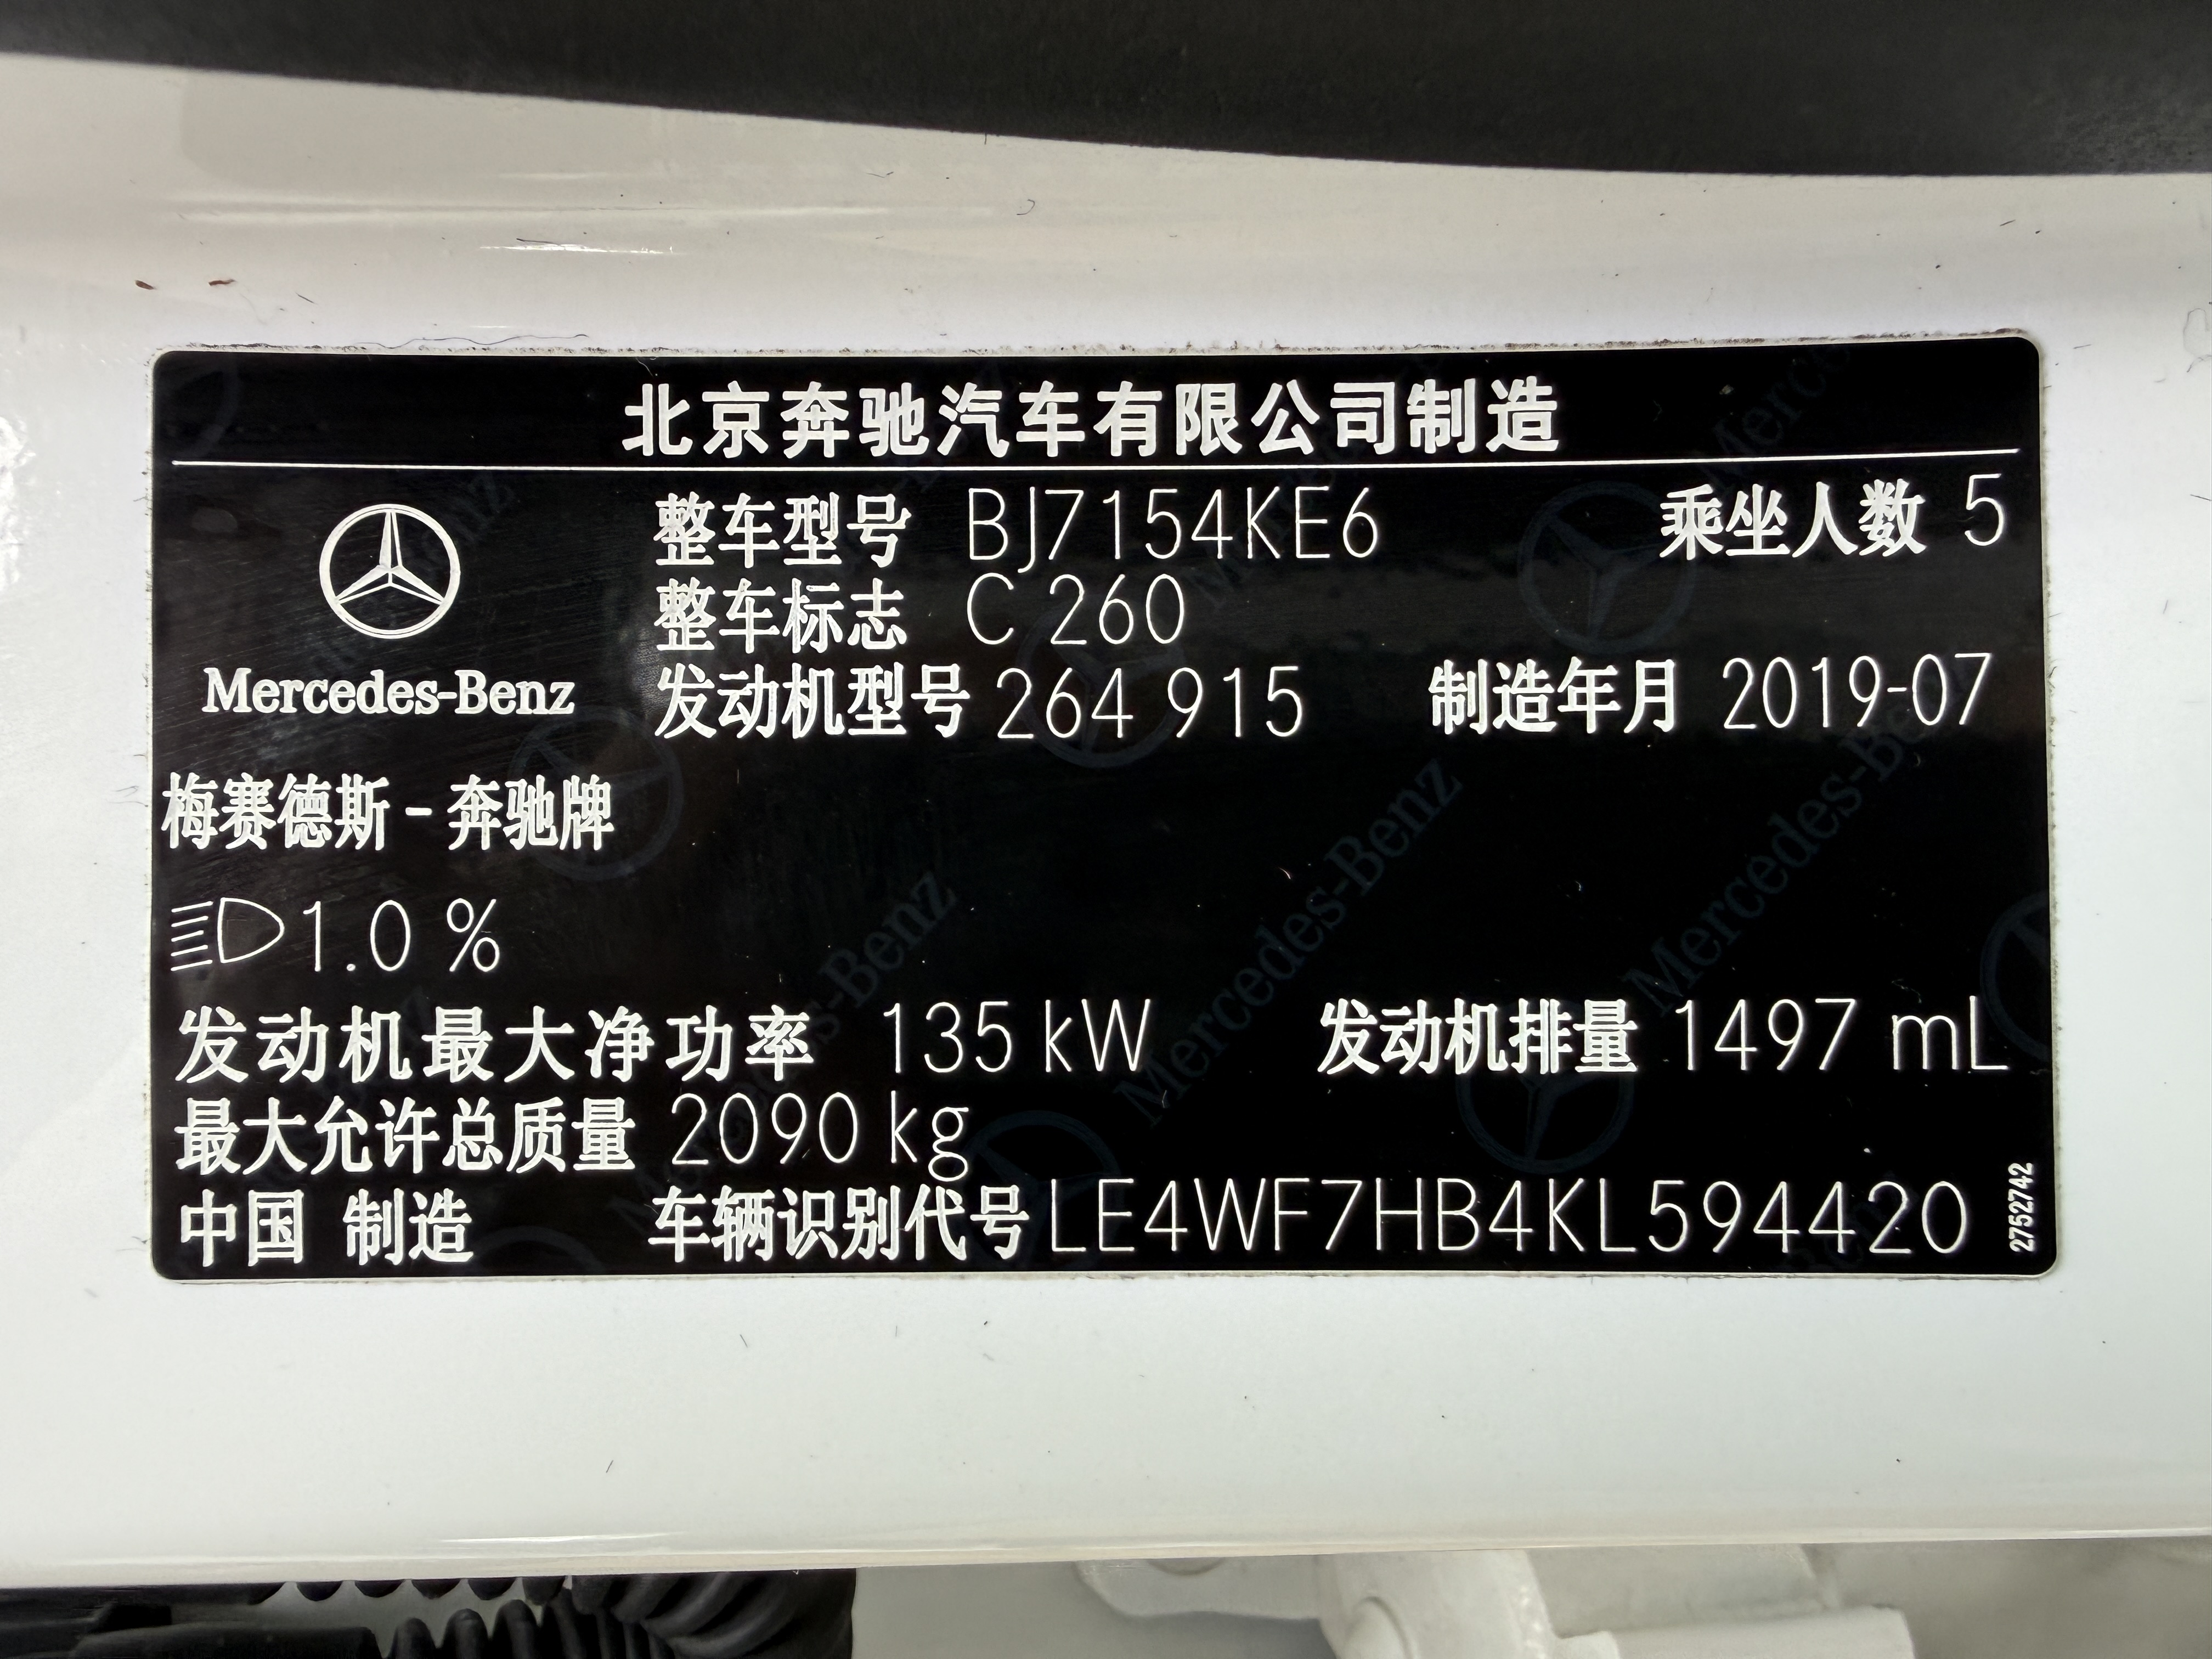 北京奔驰汽车有限公司制造
整车型号 BJ7154KE6 乘坐人数 5
整车标志 C 260
Mercedes-Benz
发动机型号 264 915 制造年月 2019-07
梅赛德斯-奔驰牌
1.0 %
发动机最大净功率 135 kW 发动机排量 1497 mL
最大允许总质量 2090 kg
中国 制造 车辆识别代号 LE4WF7HB4KL594420
2752742